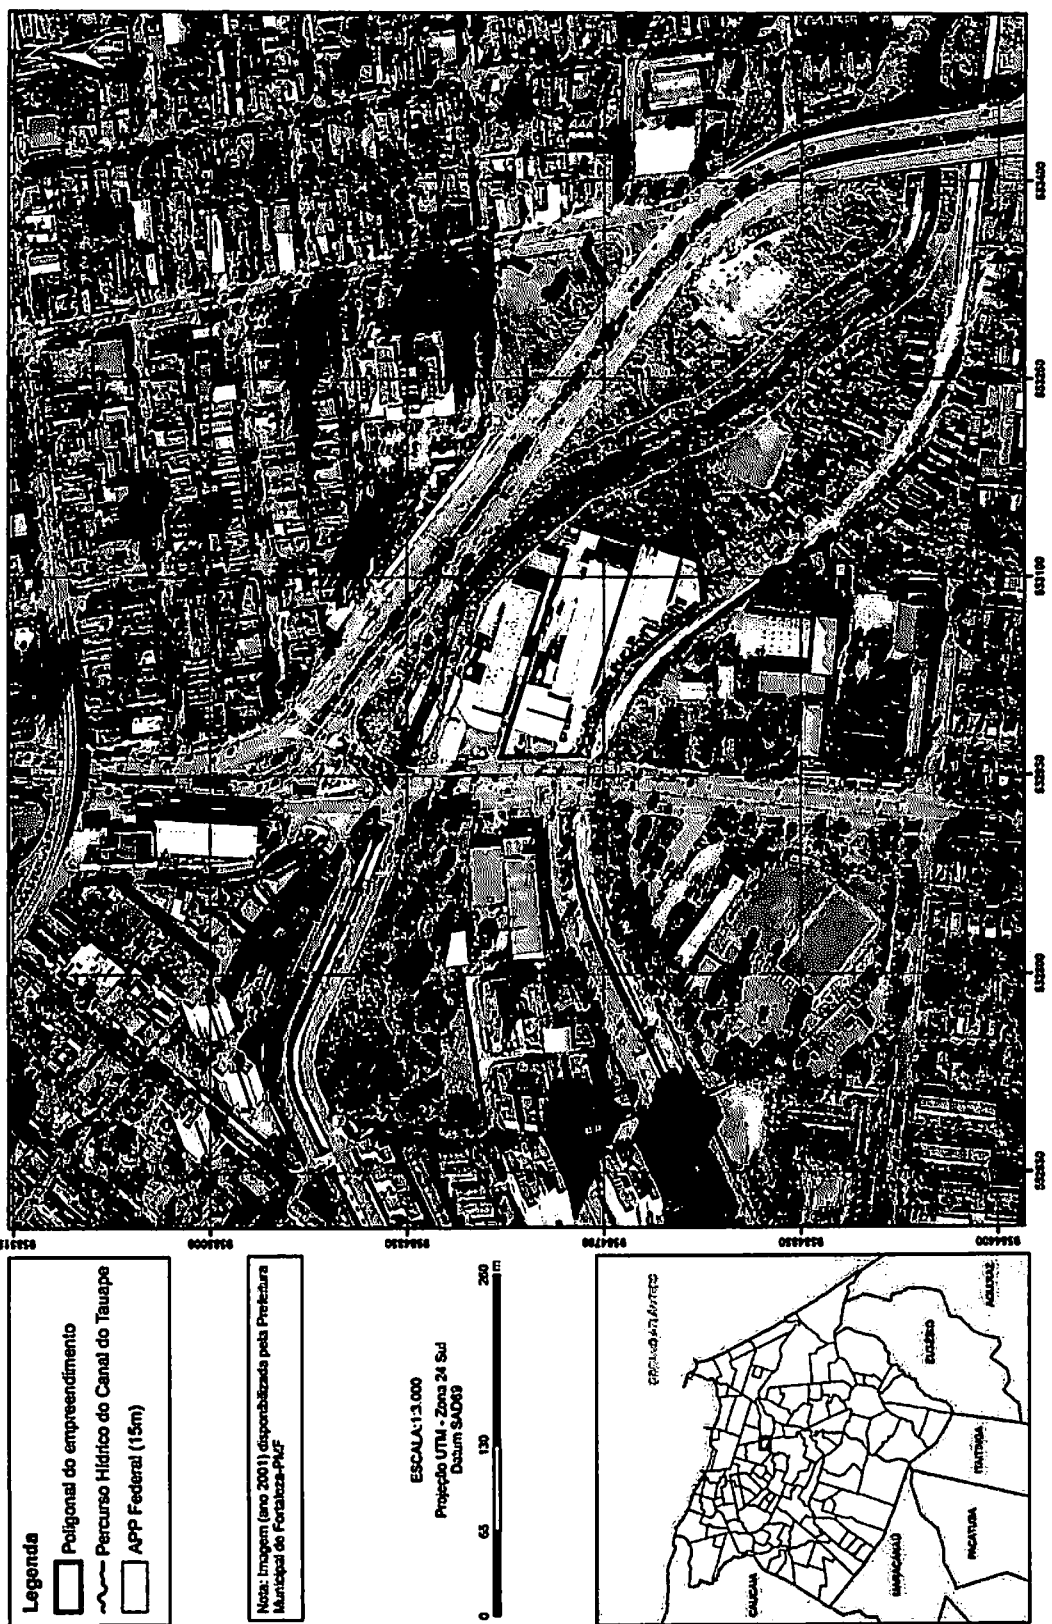 Legenda
Poligonal do empreendimento
Percurso Hídrico do Canal do Tauape
APP Federal (15m)
Nota: Imagem (ano 2001) disponibilizada pela Prefeitura
Municipal de Fortaleza-PMF
ESCALA:1:3.000
Projeção UTM - Zona 24 Sul
Datum SAD69
0 65 130 260
m
OCEANO ATLÂNTICO
CAUCAIA
MARACANAÚ
PACATUBA
ITAITINGA
EUSÉBIO
AQUIRAZ
N